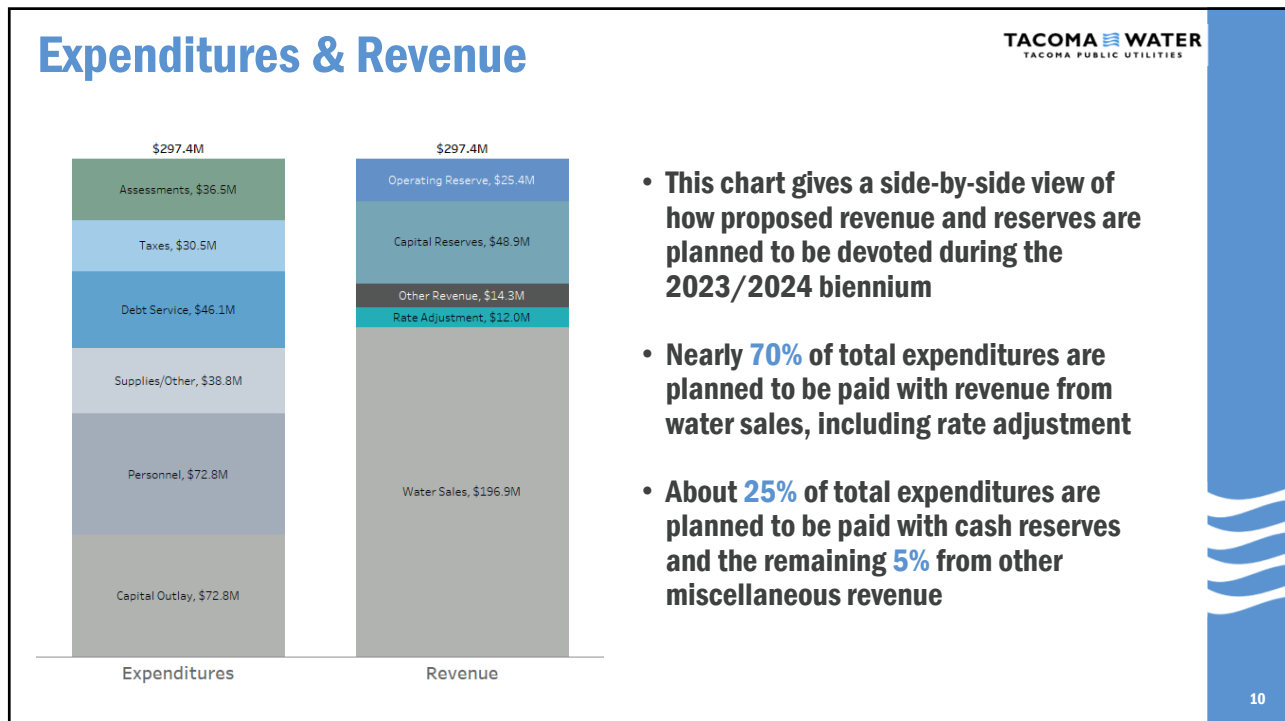 Expenditures & Revenue
TACOMA WATER
TACOMA PUBLIC UTILITIES
$297.4M
Assessments, $36.5M
Taxes, $30.5M
Debt Service, $46.1M
Supplies/Other, $38.8M
Personnel, $72.8M
Capital Outlay, $72.8M
Expenditures
$297.4M
Operating Reserve, $25.4M
Capital Reserves, $48.9M
Other Revenue, $14.3M
Rate Adjustment, $12.0M
Water Sales, $196.9M
Revenue
• This chart gives a side-by-side view of
how proposed revenue and reserves are
planned to be devoted during the
2023/2024 biennium
• Nearly 70% of total expenditures are
planned to be paid with revenue from
water sales, including rate adjustment
• About 25% of total expenditures are
planned to be paid with cash reserves
and the remaining 5% from other
miscellaneous revenue
10